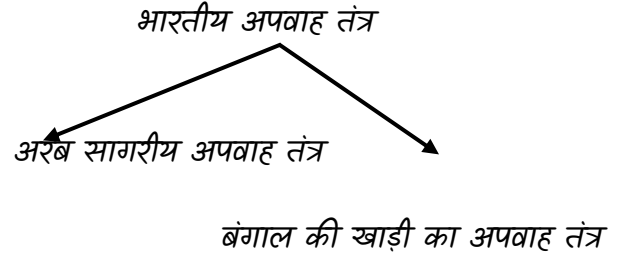 भारतीय अपवाह तंत्र
अरब सागरीय अपवाह तंत्र
बंगाल की खाड़ी का अपवाह तंत्र